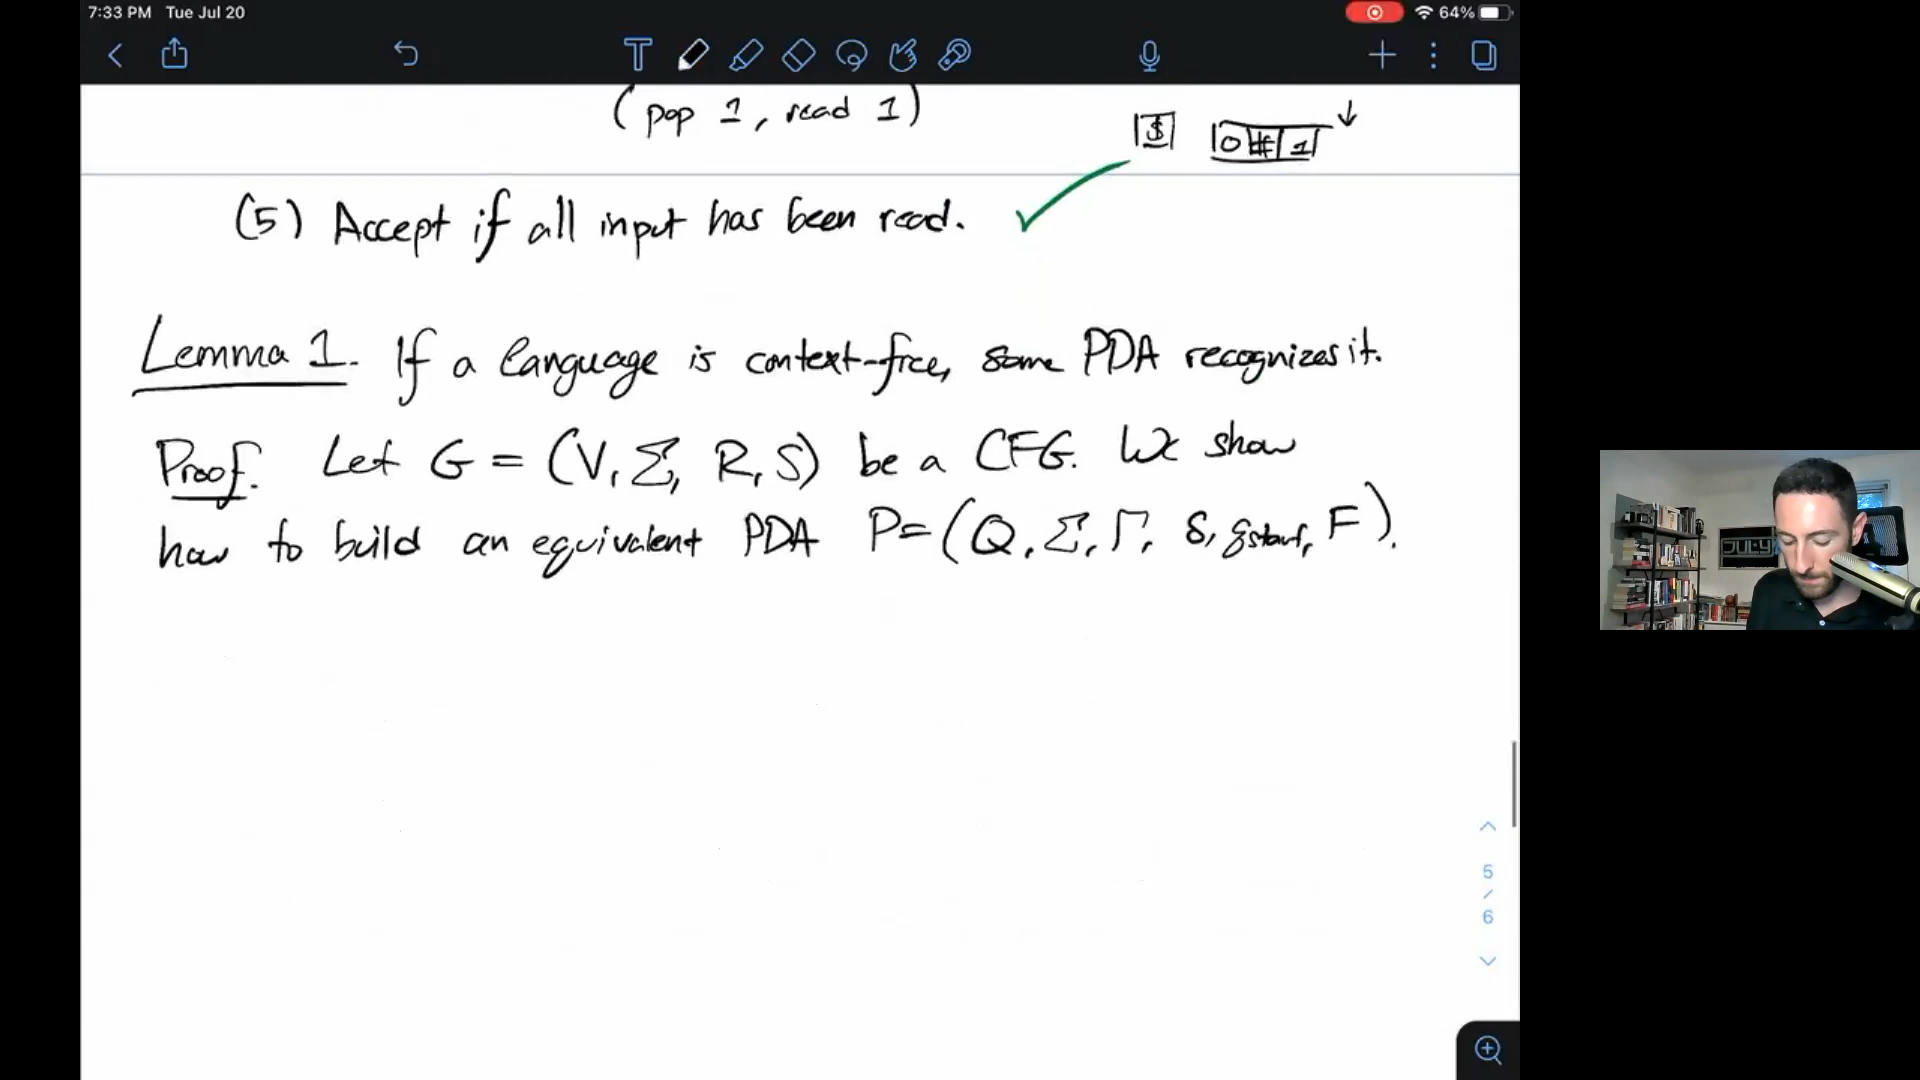 7:33 PM Tue Jul 20
64%
(pop 1, read 1)
$
0 # 1
(5) Accept if all input has been read.
Lemma 1. If a language is context-free, some PDA recognizes it.
Proof. Let G = (V, Σ, R, S) be a CFG. We show
how to build an equivalent PDA P = (Q, Σ, Γ, δ, qstart, F).
JULY
5
/
6